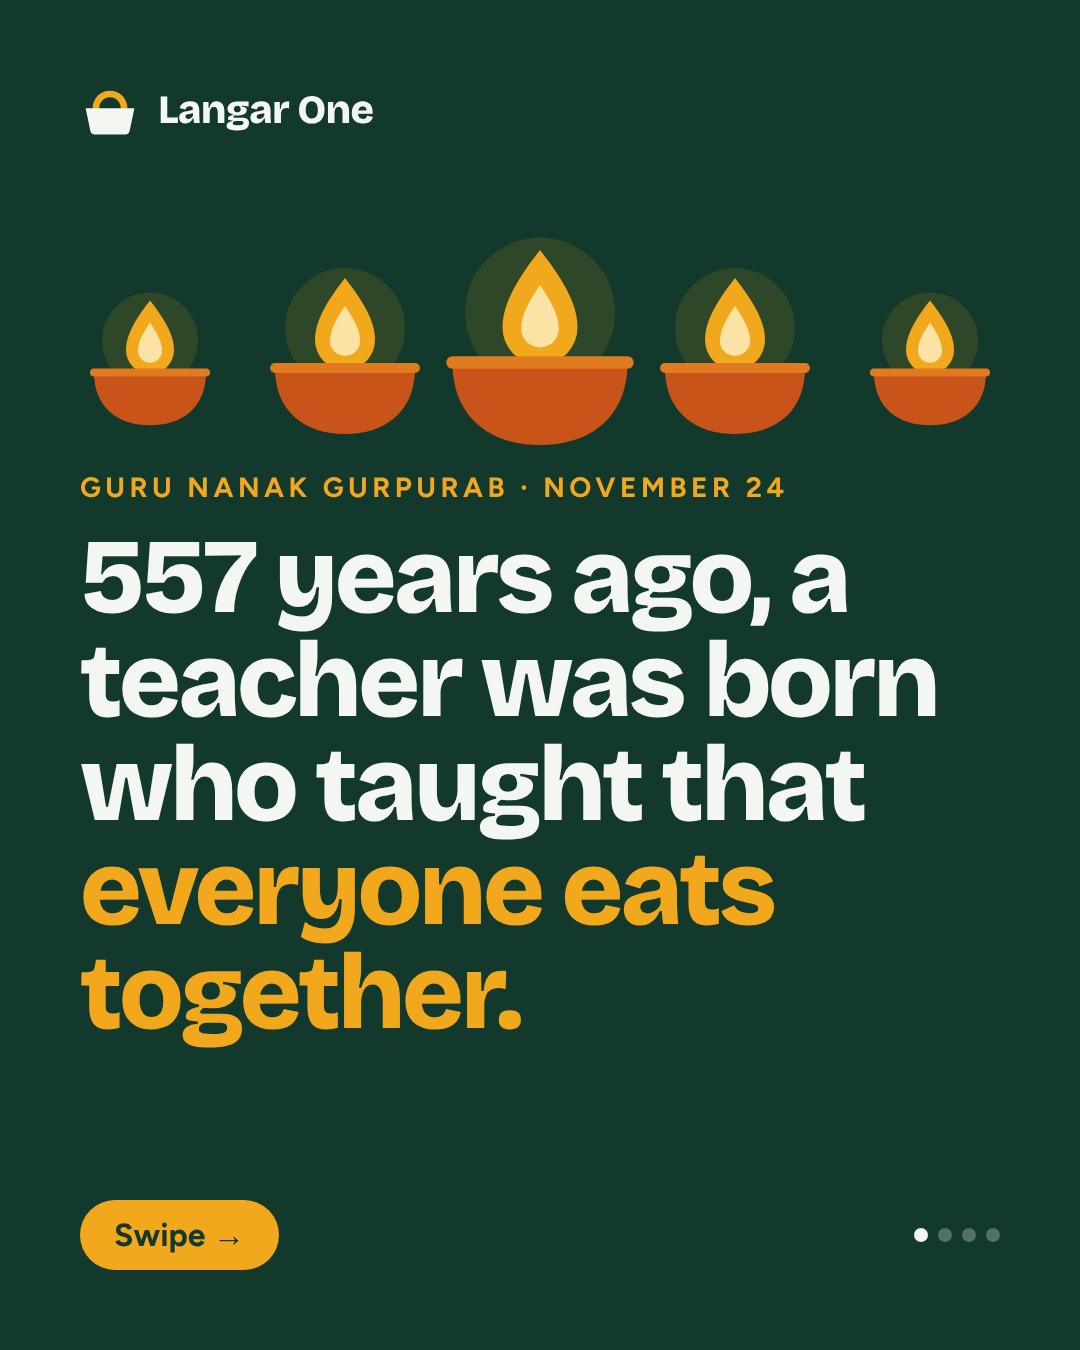 Langar One
GURU NANAK GURPURAB · NOVEMBER 24
557 years ago, a
teacher was born
who taught that
everyone eats
together.
Swipe →